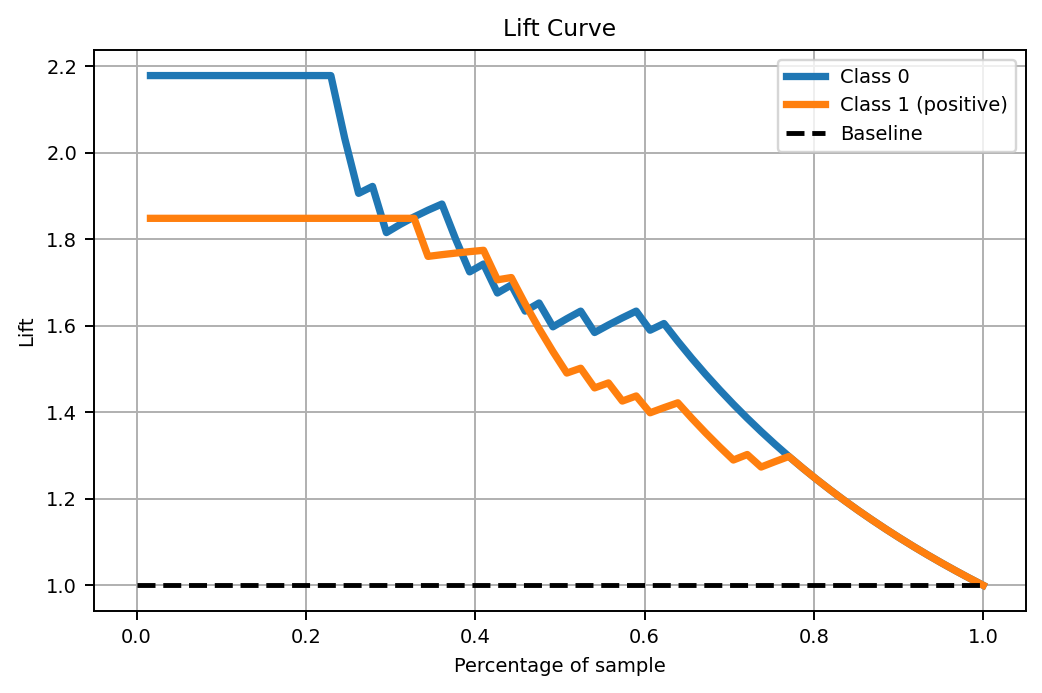 Lift Curve
Class 0
Class 1 (positive)
Baseline
2.2
2.0
1.8
1.6
1.4
1.2
1.0
Lift
0.0 0.2 0.4 0.6 0.8 1.0
Percentage of sample